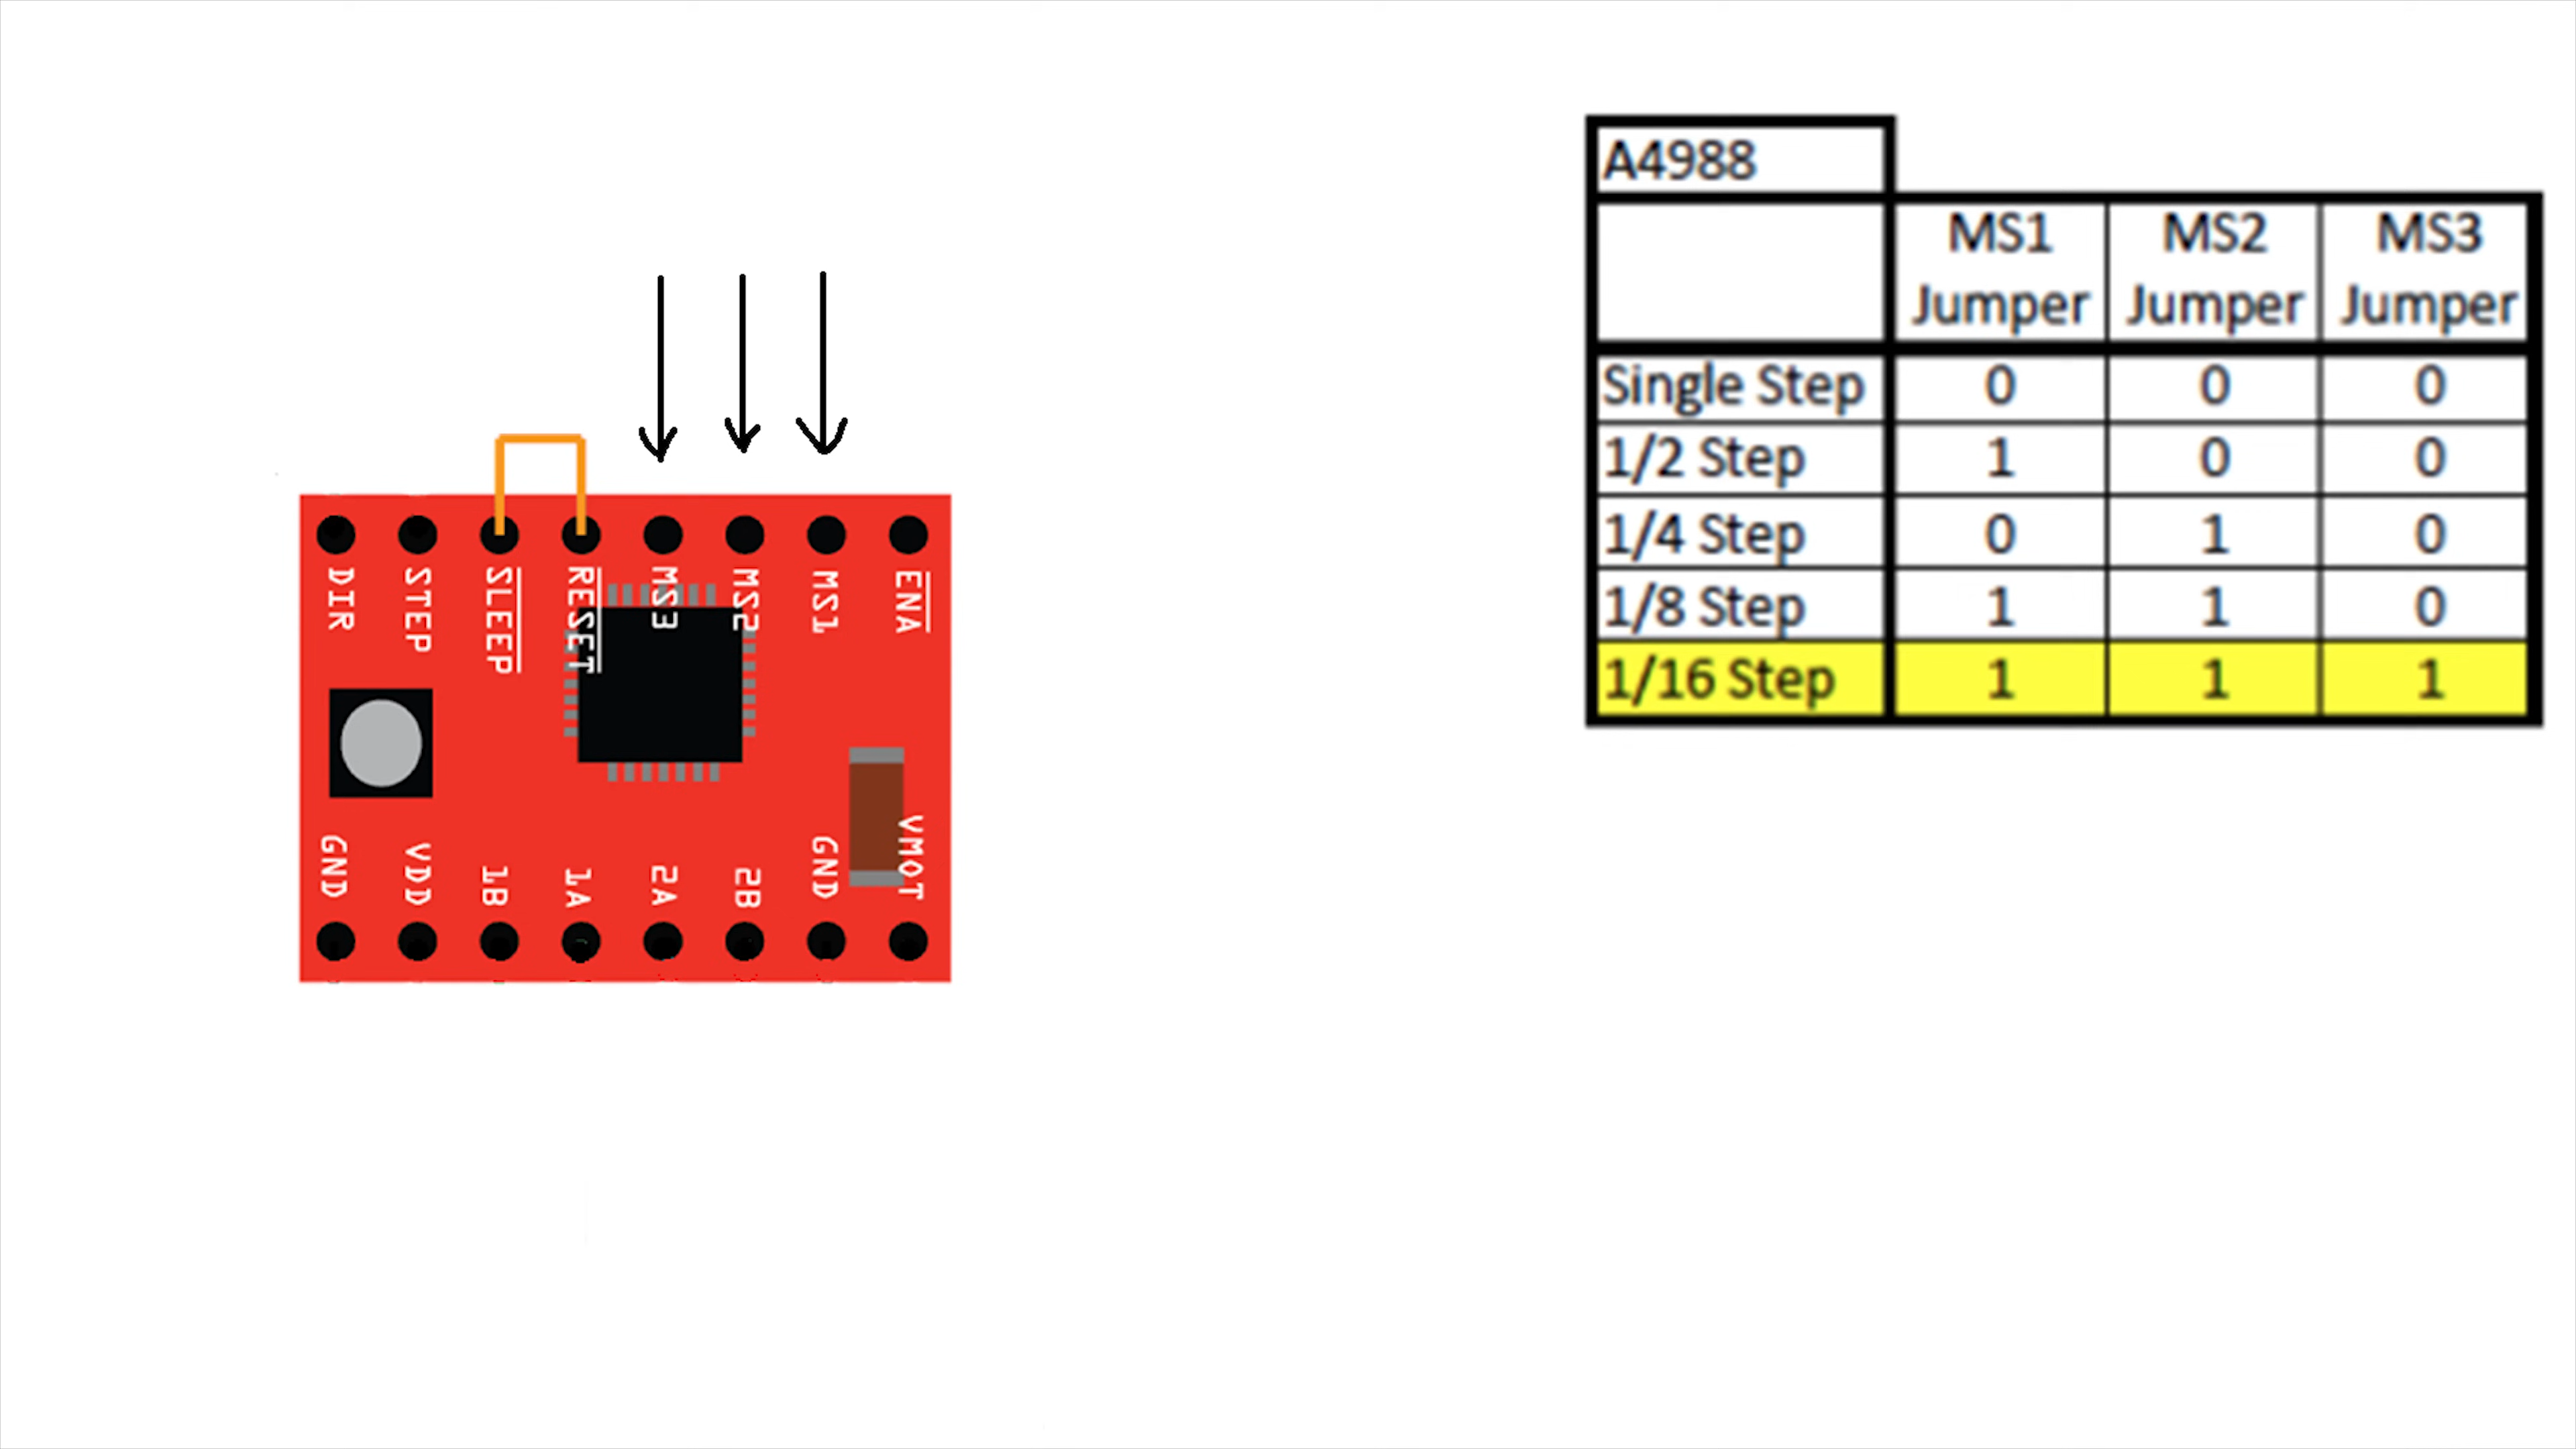 A4988
MS1 Jumper MS2 Jumper MS3 Jumper
Single Step 0 0 0
1/2 Step 1 0 0
1/4 Step 0 1 0
1/8 Step 1 1 0
1/16 Step 1 1 1
DIR STEP SLEEP RESET MS3 MS2 MS1 ENA
GND VDD 1B 1A 2A 2B GND VMOT